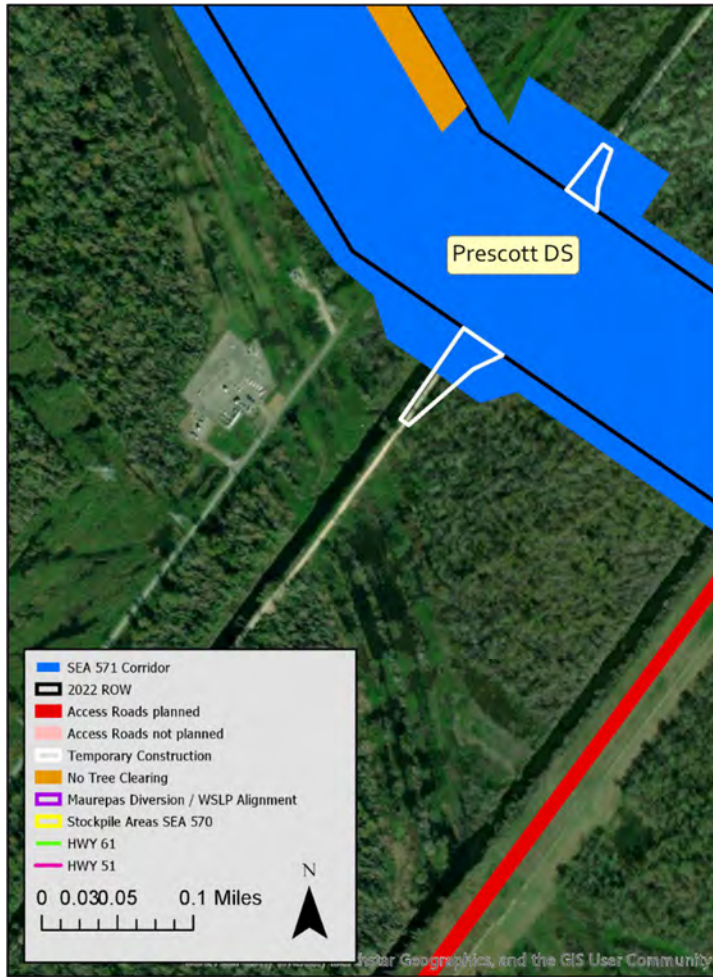 Prescott DS
SEA 571 Corridor
2022 ROW
Access Roads planned
Access Roads not planned
Temporary Construction
No Tree Clearing
Maurepas Diversion / WSLP Alignment
Stockpile Areas SEA 570
HWY 61
HWY 51
N
0 0.030.05 0.1 Miles
Geographics, and the GIS User Community